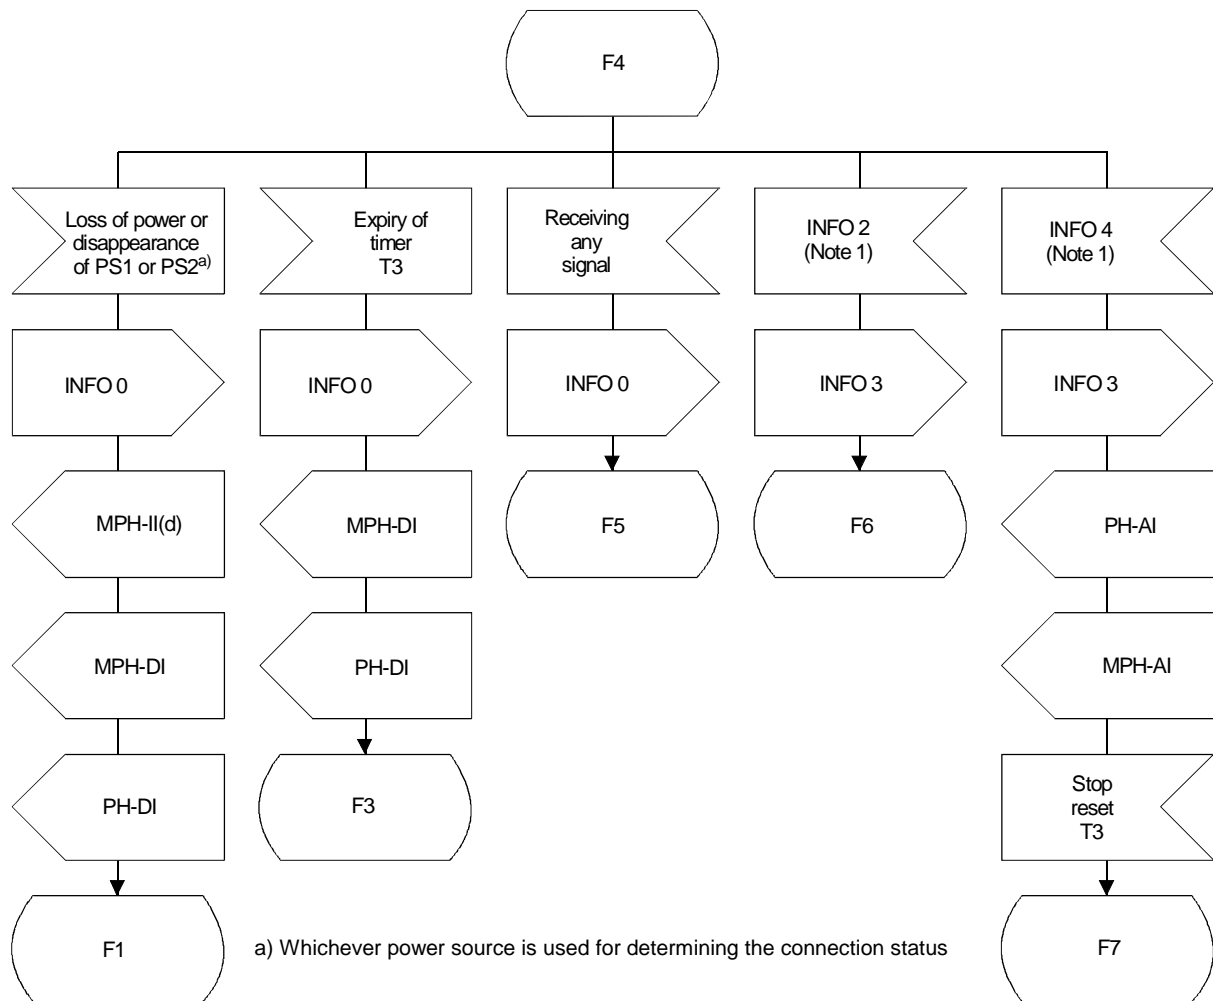 F4
Loss of power or
disappearance
of PS1 or PS2a)
Expiry of
timer
T3
Receiving
any
signal
INFO 2
(Note 1)
INFO 4
(Note 1)
INFO 0
INFO 0
INFO 0
INFO 3
INFO 3
MPH-II(d)
MPH-DI
F5
F6
PH-AI
MPH-DI
PH-DI
MPH-AI
PH-DI
F3
Stop
reset
T3
F1
a) Whichever power source is used for determining the connection status
F7